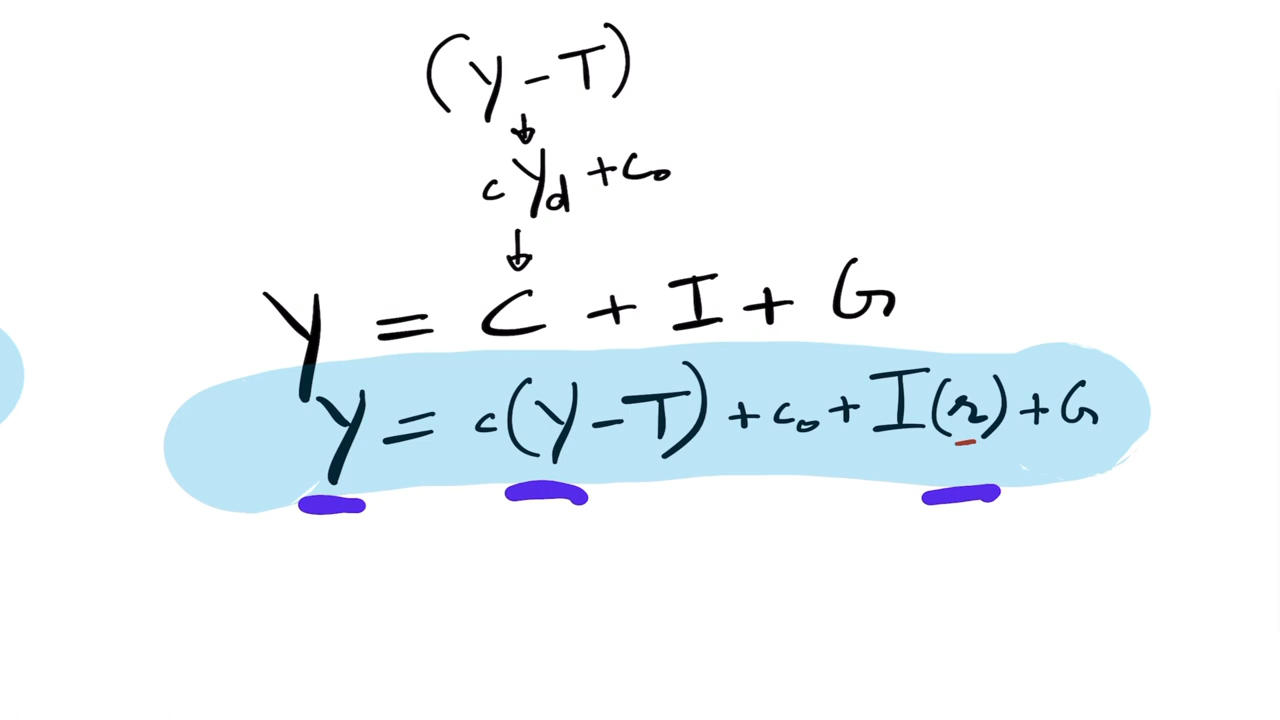 (Y-T)
↓
cYd + c₀
↓
Y = C + I + G
Y = c(Y-T) + c₀ + I(r) + G